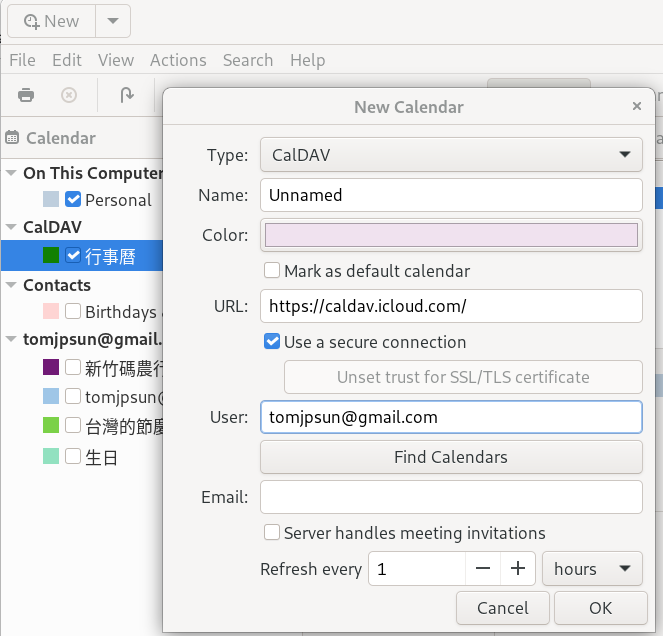 New
File Edit View Actions Search Help
New Calendar
Calendar
Type: CalDAV
On This Computer
Name: Unnamed
Personal
CalDAV
Color:
行事曆
Mark as default calendar
Contacts
URL: https://caldav.icloud.com/
Birthdays
Use a secure connection
tomjpsun@gmail.
新竹碼農行
Unset trust for SSL/TLS certificate
tomjpsun@
User: tomjpsun@gmail.com
台灣的節慶
生日
Find Calendars
Email:
Server handles meeting invitations
Refresh every 1 − + hours
Cancel OK